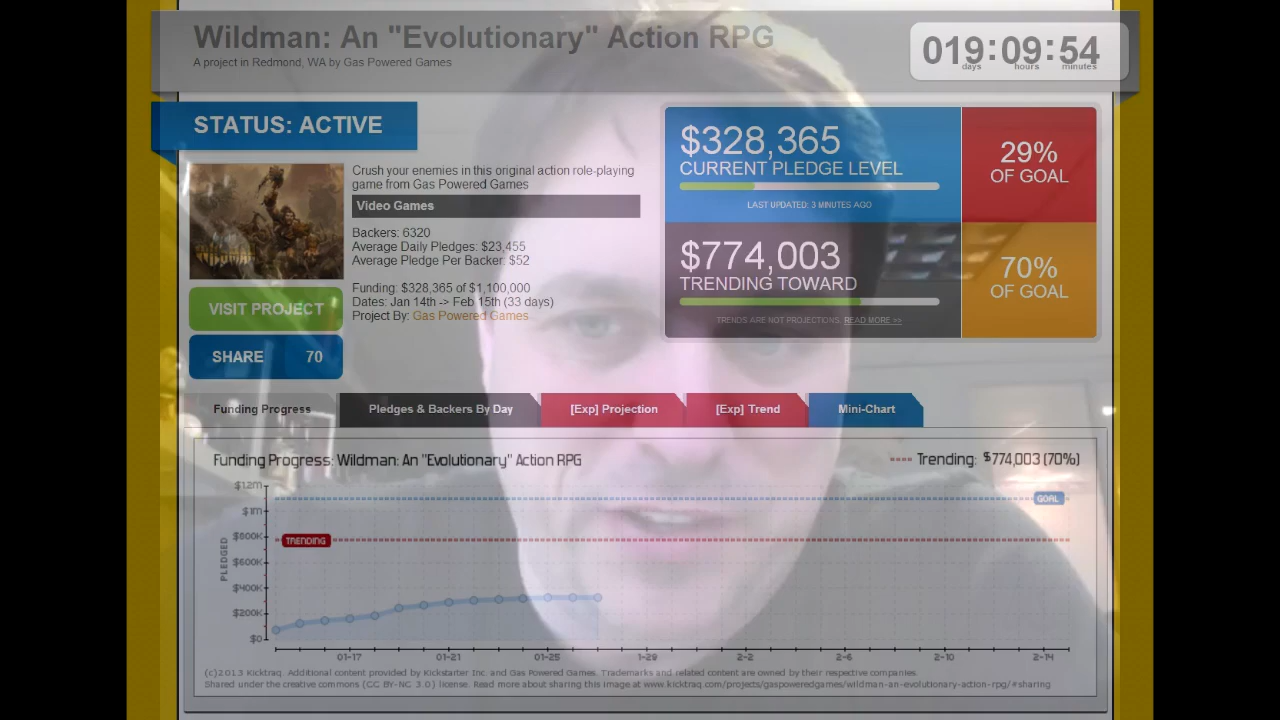 Wildman: An "Evolutionary" Action RPG
A project in Redmond, WA by Gas Powered Games
019:09:54
days hours minutes
STATUS: ACTIVE
$328,365
CURRENT PLEDGE LEVEL
LAST UPDATED: 3 MINUTES AGO
29%
OF GOAL
Crush your enemies in this original action role-playing
game from Gas Powered Games
Video Games
Backers: 6320
Average Daily Pledges: $23,455
Average Pledge Per Backer: $52
Funding: $328,365 of $1,100,000
Dates: Jan 14th -> Feb 15th (33 days)
Project By: Gas Powered Games
WILDMAN
VISIT PROJECT
SHARE 70
$774,003
TRENDING TOWARD
TRENDS ARE NOT PROJECTIONS. READ MORE >>
70%
OF GOAL
Funding Progress
Pledges & Backers By Day
[Exp] Projection
[Exp] Trend
Mini-Chart
Funding Progress: Wildman: An "Evolutionary" Action RPG
Trending: $774,003 (70%)
$1.2m
$1m
$800K
$600K
$400K
$200K
$0
PLEDGED
GOAL
TRENDING
01-17 01-21 01-25 1-29 2-2 2-6 2-10 2-14
(c)2013 Kicktraq. Additional content provided by Kickstarter Inc. and Gas Powered Games. Trademarks and related content are owned by their respective companies.
Shared under the creative commons (CC BY-NC 3.0) license. Read more about sharing this image at www.kicktraq.com/projects/gaspoweredgames/wildman-an-evolutionary-action-rpg/#sharing